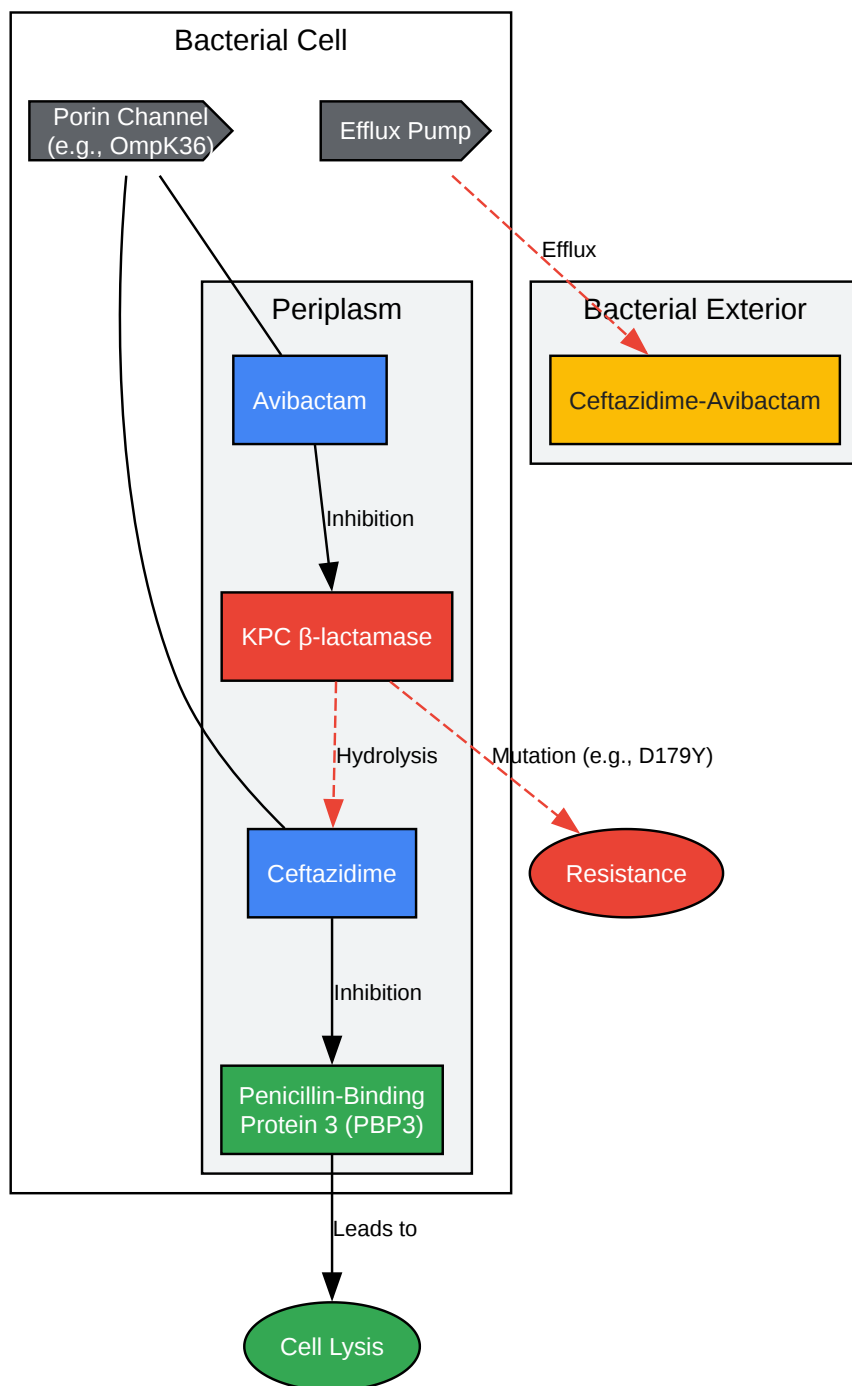 Bacterial Cell
Porin Channel
(e.g., OmpK36)
Efflux Pump
Efflux
Periplasm
Bacterial Exterior
Avibactam
Ceftazidime-Avibactam
Inhibition
KPC β-lactamase
Hydrolysis
Mutation (e.g., D179Y)
Ceftazidime
Resistance
Inhibition
Penicillin-Binding
Protein 3 (PBP3)
Leads to
Cell Lysis